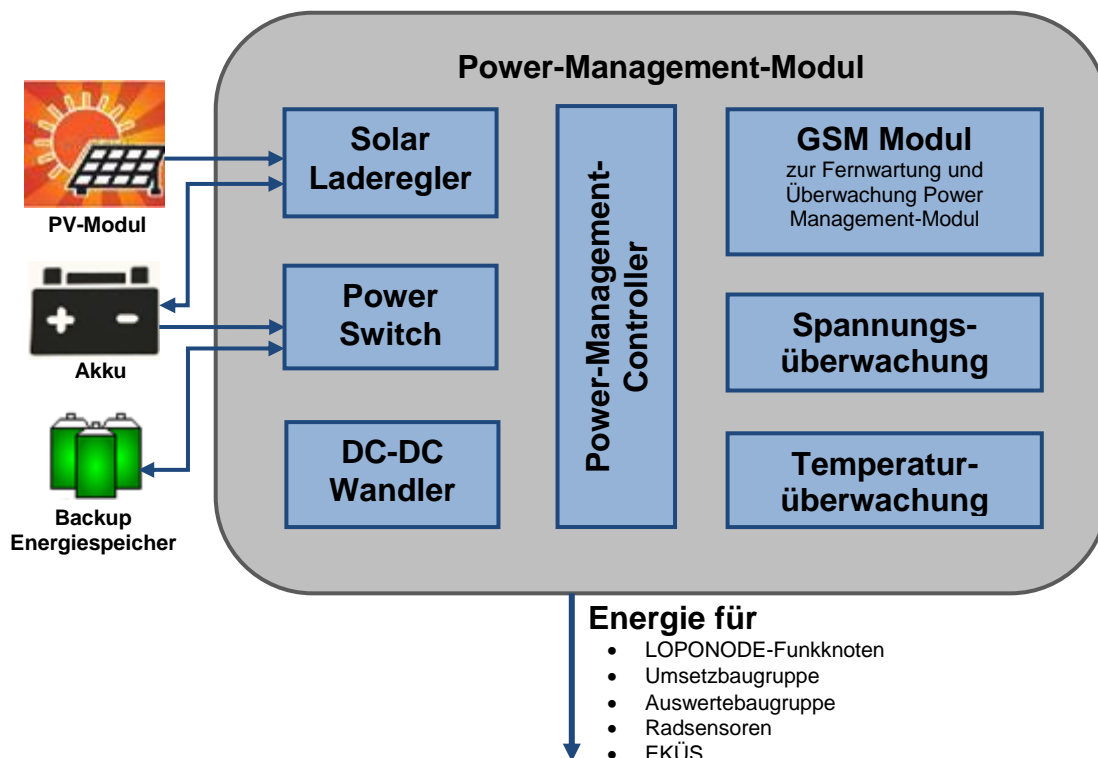 Power-Management-Modul
PV-Modul
Akku
Backup
Energiespeicher
Solar
Laderegler
Power
Switch
DC-DC
Wandler
Power-Management-
Controller
GSM Modul
zur Fernwartung und
Überwachung Power
Management-Modul
Spannungs-
überwachung
Temperatur-
überwachung
Energie für
• LOPONODE-Funkknoten
• Umsetzbaugruppe
• Auswertebaugruppe
• Radsensoren
• EKÜS